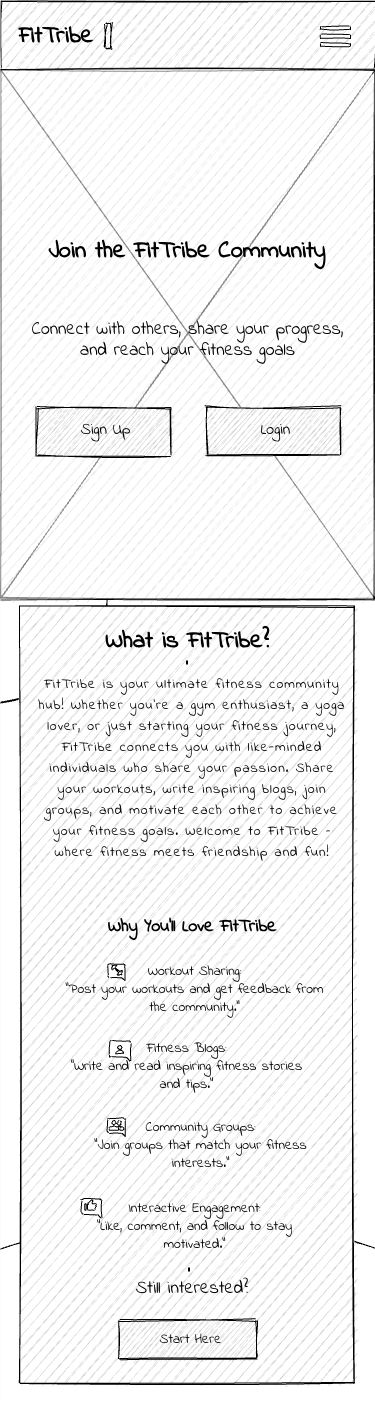 FitTribe
Join the FitTribe Community
Connect with others, share your progress,
and reach your fitness goals
Sign Up
Login
What is FitTribe?
FitTribe is your ultimate fitness community
hub! Whether you're a gym enthusiast, a yoga
lover, or just starting your fitness journey,
FitTribe connects you with like-minded
individuals who share your passion. Share
your workouts, write inspiring blogs, join
groups, and motivate each other to achieve
your fitness goals. Welcome to FitTribe -
where fitness meets friendship and fun!
Why You'll Love FitTribe
Workout Sharing:
"Post your workouts and get feedback from
the community."
Fitness Blogs:
"Write and read inspiring fitness stories
and tips."
Community Groups:
"Join groups that match your fitness
interests."
Interactive Engagement:
"Like, comment, and follow to stay
motivated."
Still interested?
Start Here